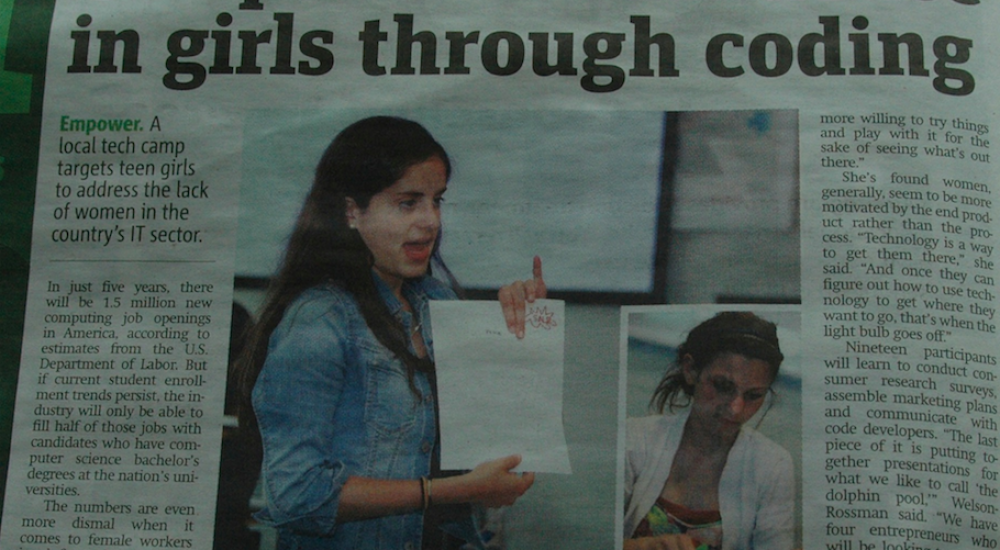 in girls through coding
Empower. A
local tech camp
targets teen girls
to address the lack
of women in the
country's IT sector.
In just five years, there
will be 1.5 million new
computing job openings
in America, according to
estimates from the U.S.
Department of Labor. But
if current student enroll-
ment trends persist, the in-
dustry will only be able to
fill half of those jobs with
candidates who have com-
puter science bachelor's
degrees at the nation's uni-
versities.
The numbers are even
more dismal when it
comes to female workers
more willing to try things
and play with it for the
sake of seeing what's out
there."
She's found women,
generally, seem to be more
motivated by the end prod-
uct rather than the pro-
cess. "Technology is a way
to get them there," she
said. "And once they can
figure out how to use tech-
nology to get where they
want to go, that's when the
light bulb goes off."
Nineteen participants
will learn to conduct con-
sumer research surveys,
assemble marketing plans
and communicate with
code developers. "The last
piece of it is putting to-
gether presentations for
what we like to call 'the
dolphin pool,'" Welson-
Rossman said. "We have
four entrepreneurs who
will be looking